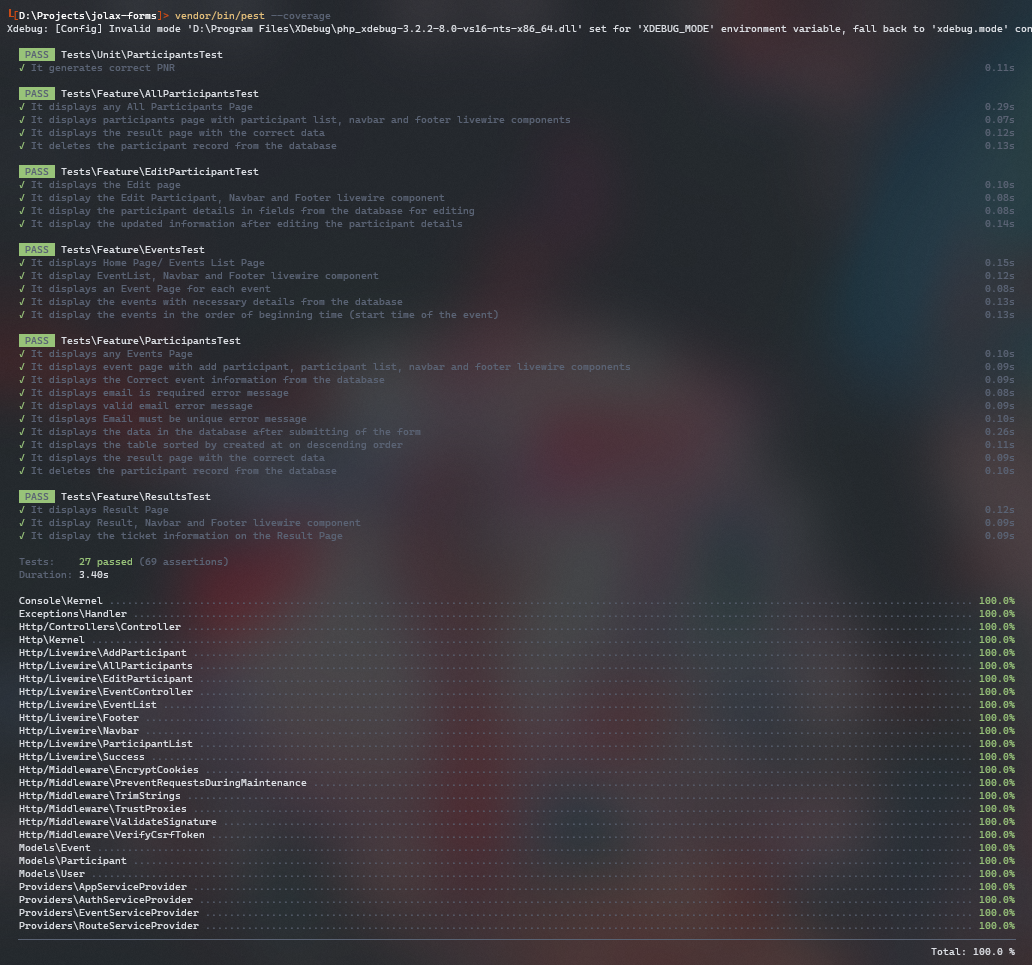 [D:\Projects\jolax-forms]> vendor/bin/pest --coverage
Xdebug: [Config] Invalid mode 'D:\Program Files\XDebug\php_xdebug-3.2.2-8.0-vs16-nts-x86_64.dll' set for 'XDEBUG_MODE' environment variable, fall back to 'xdebug.mode' con
PASS Tests\Unit\ParticipantsTest
✓ It generates correct PNR 0.11s
PASS Tests\Feature\AllParticipantsTest
✓ It displays any All Participants Page 0.29s
✓ It displays participants page with participant list, navbar and footer livewire components 0.07s
✓ It displays the result page with the correct data 0.12s
✓ It deletes the participant record from the database 0.13s
PASS Tests\Feature\EditParticipantTest
✓ It displays the Edit page 0.10s
✓ It display the Edit Participant, Navbar and Footer livewire component 0.08s
✓ It display the participant details in fields from the database for editing 0.08s
✓ It display the updated information after editing the participant details 0.14s
PASS Tests\Feature\EventsTest
✓ It displays Home Page/ Events List Page 0.15s
✓ It display EventList, Navbar and Footer livewire component 0.12s
✓ It displays an Event Page for each event 0.08s
✓ It display the events with necessary details from the database 0.13s
✓ It display the events in the order of beginning time (start time of the event) 0.13s
PASS Tests\Feature\ParticipantsTest
✓ It displays any Events Page 0.10s
✓ It displays event page with add participant, participant list, navbar and footer livewire components 0.09s
✓ It displays the Correct event information from the database 0.09s
✓ It displays email is required error message 0.08s
✓ It displays valid email error message 0.09s
✓ It displays Email must be unique error message 0.10s
✓ It displays the data in the database after submitting of the form 0.26s
✓ It displays the table sorted by created at on descending order 0.11s
✓ It displays the result page with the correct data 0.09s
✓ It deletes the participant record from the database 0.10s
PASS Tests\Feature\ResultsTest
✓ It displays Result Page 0.12s
✓ It display Result, Navbar and Footer livewire component 0.09s
✓ It display the ticket information on the Result Page 0.09s
Tests: 27 passed (69 assertions)
Duration: 3.40s
Console\Kernel 100.0%
Exceptions\Handler 100.0%
Http/Controllers\Controller 100.0%
Http\Kernel 100.0%
Http/Livewire\AddParticipant 100.0%
Http/Livewire\AllParticipants 100.0%
Http/Livewire\EditParticipant 100.0%
Http/Livewire\EventController 100.0%
Http/Livewire\EventList 100.0%
Http/Livewire\Footer 100.0%
Http/Livewire\Navbar 100.0%
Http/Livewire\ParticipantList 100.0%
Http/Livewire\Success 100.0%
Http/Middleware\EncryptCookies 100.0%
Http/Middleware\PreventRequestsDuringMaintenance 100.0%
Http/Middleware\TrimStrings 100.0%
Http/Middleware\TrustProxies 100.0%
Http/Middleware\ValidateSignature 100.0%
Http/Middleware\VerifyCsrfToken 100.0%
Models\Event 100.0%
Models\Participant 100.0%
Models\User 100.0%
Providers\AppServiceProvider 100.0%
Providers\AuthServiceProvider 100.0%
Providers\EventServiceProvider 100.0%
Providers\RouteServiceProvider 100.0%
Total: 100.0 %